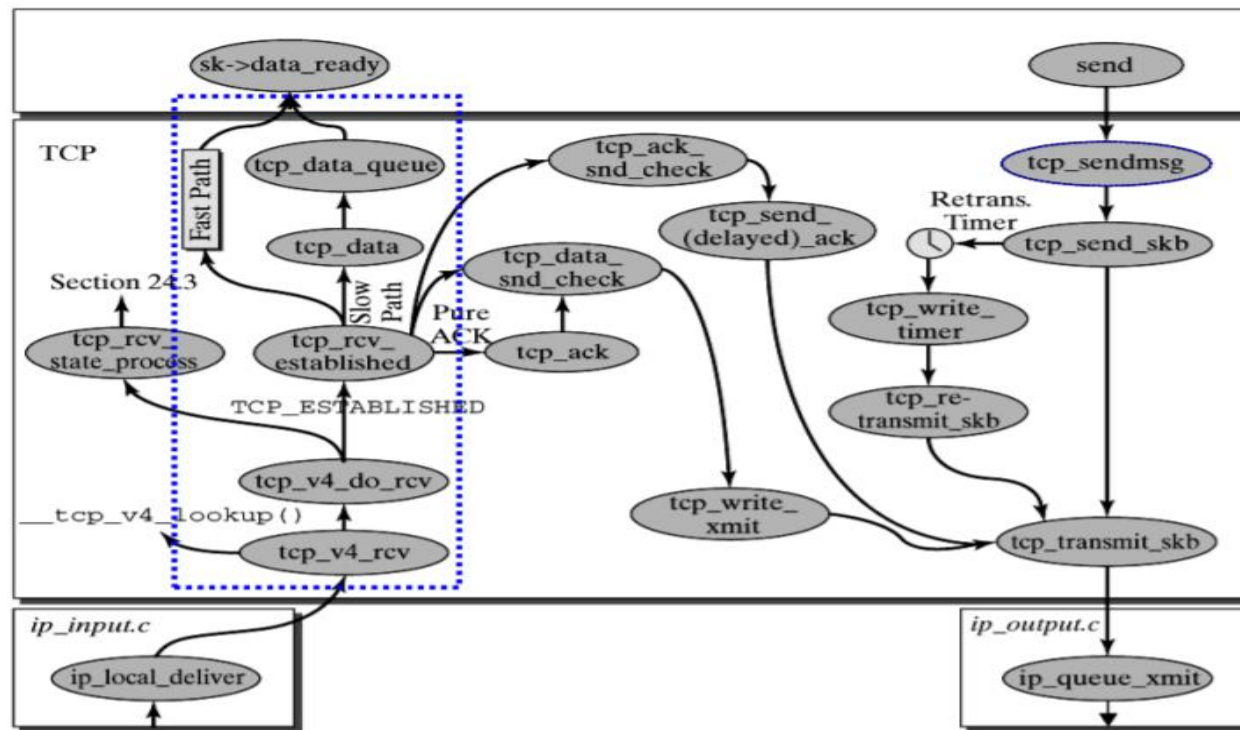 sk->data_ready
send
TCP
Fast Path
tcp_data_queue
tcp_ack_
snd_check
tcp_sendmsg
tcp_data
tcp_send_
(delayed)_ack
Retrans.
Timer
tcp_send_skb
Section 24.3
Slow
Path
tcp_data_
snd_check
tcp_write_
timer
tcp_rcv_
state_process
tcp_rcv_
established
Pure
ACK
tcp_ack
TCP_ESTABLISHED
tcp_re-
transmit_skb
tcp_v4_do_rcv
__tcp_v4_lookup()
tcp_write_
xmit
tcp_v4_rcv
tcp_transmit_skb
ip_input.c
ip_output.c
ip_local_deliver
ip_queue_xmit